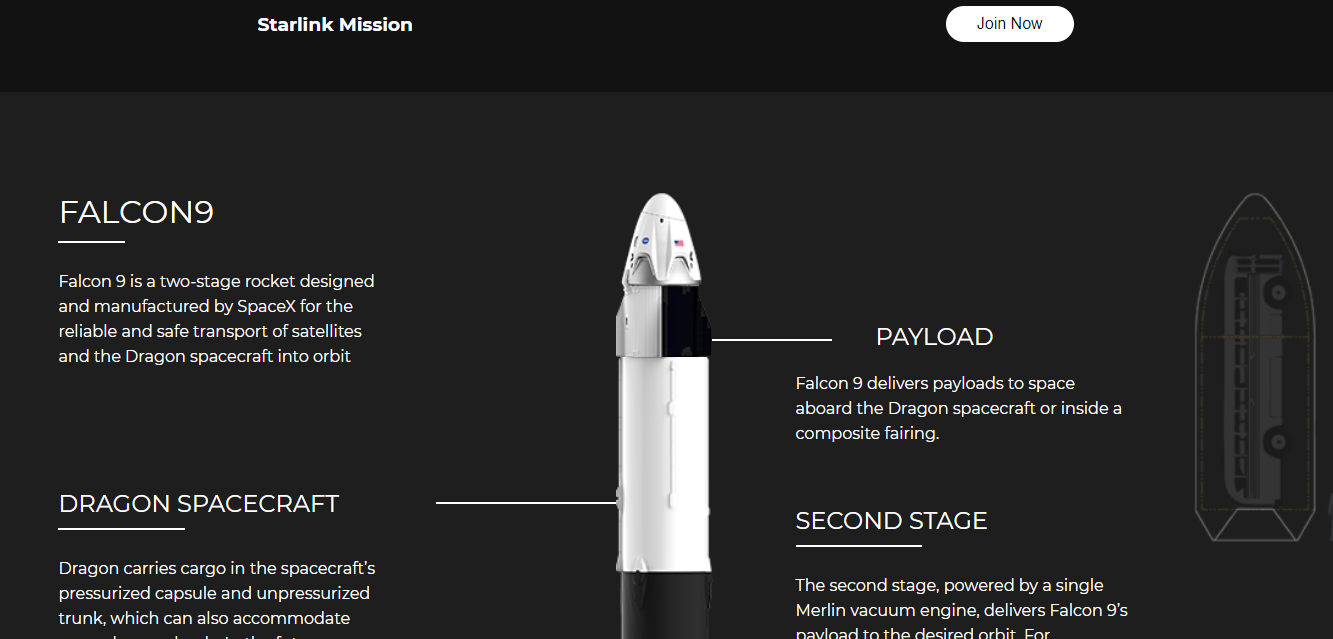 Starlink Mission
Join Now
FALCON9
Falcon 9 is a two-stage rocket designed
and manufactured by SpaceX for the
reliable and safe transport of satellites
and the Dragon spacecraft into orbit
PAYLOAD
Falcon 9 delivers payloads to space
aboard the Dragon spacecraft or inside a
composite fairing.
DRAGON SPACECRAFT
Dragon carries cargo in the spacecraft’s
pressurized capsule and unpressurized
trunk, which can also accommodate
SECOND STAGE
The second stage, powered by a single
Merlin vacuum engine, delivers Falcon 9’s
payload to the desired orbit. For